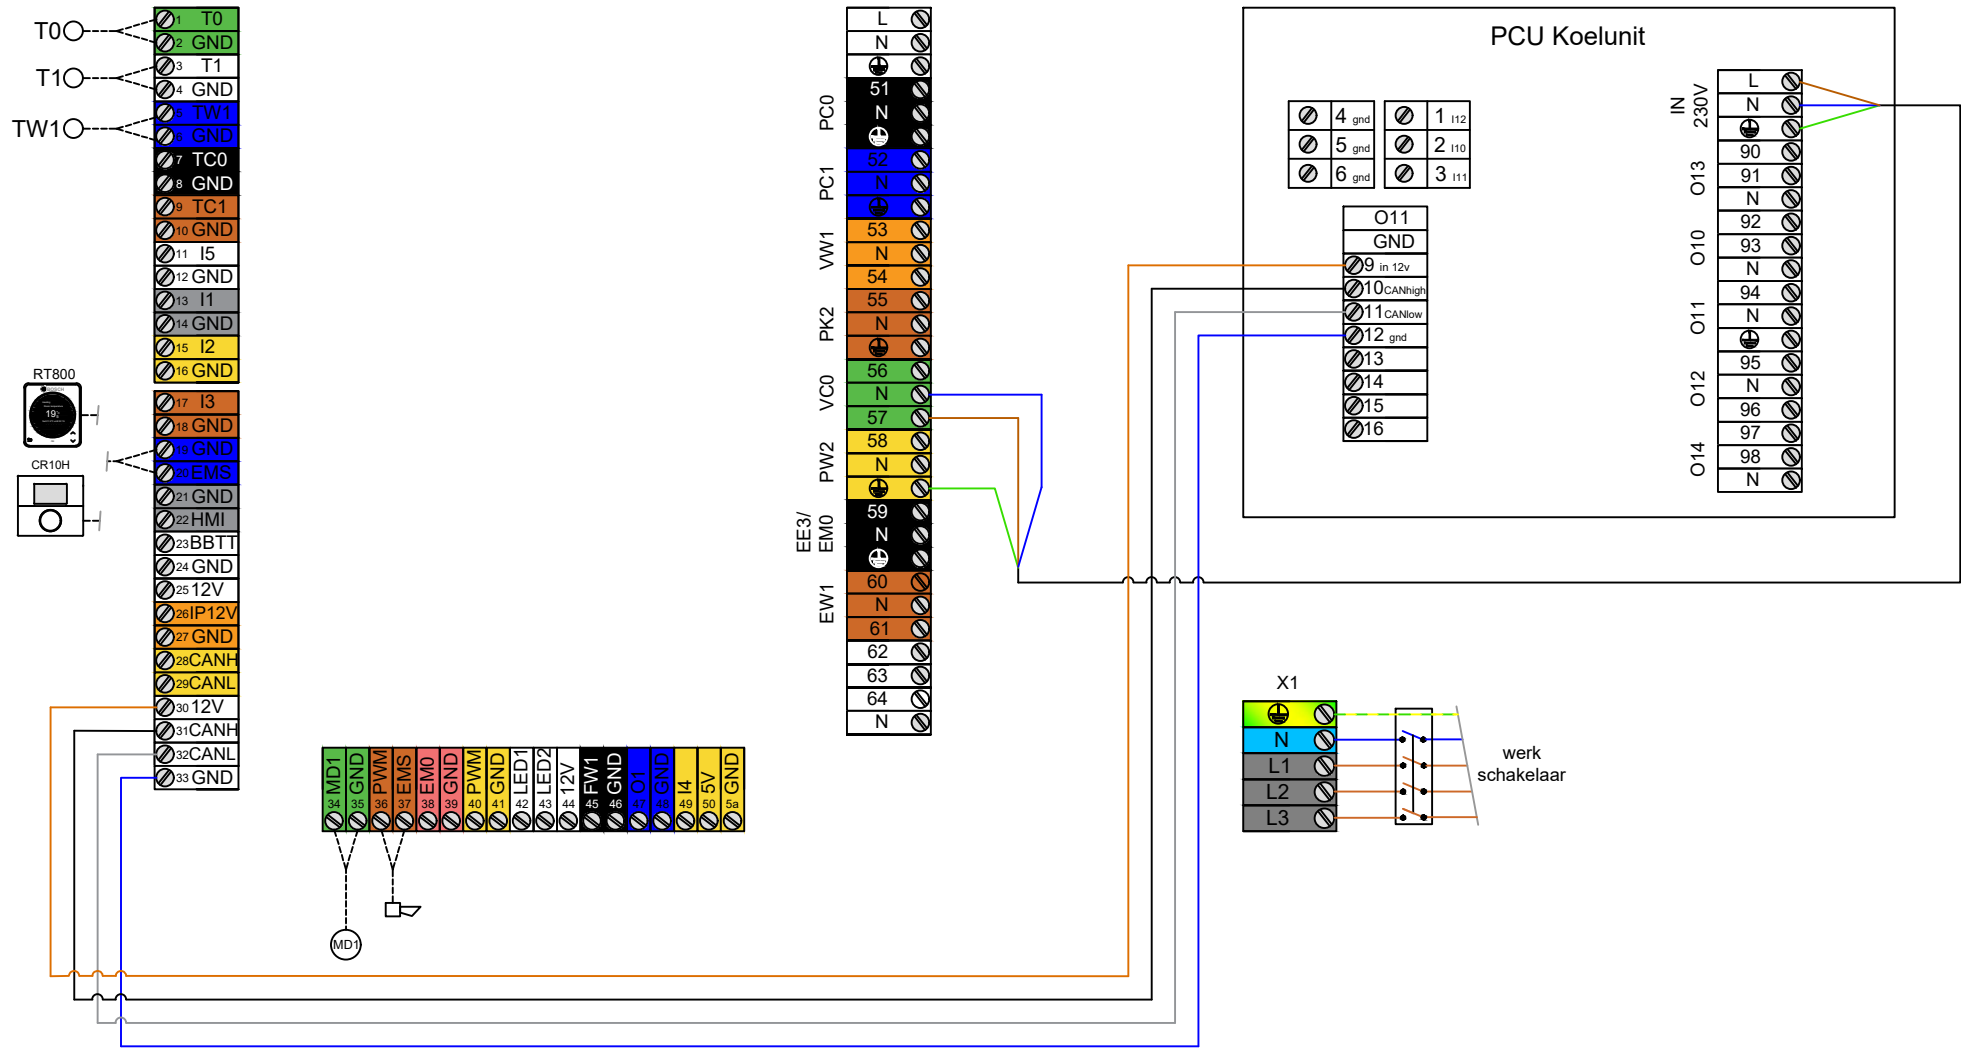 T0
T1
TW1
1 T0
2 GND
3 T1
4 GND
5 TW1
6 GND
7 TC0
8 GND
9 TC1
10 GND
11 I5
12 GND
13 I1
14 GND
15 I2
16 GND
RT800
19
CR10H
17 I3
18 GND
19 GND
20 EMS
21 GND
22 HMI
23 BBTT
24 GND
25 12V
26 IP12V
27 GND
28 CANH
29 CANL
30 12V
31 CANH
32 CANL
33 GND
MD1 34
GND 35
PWM 36
EMS 37
EM0 38
GND 39
PWM 40
GND 41
LED1 42
LED2 43
12V 44
FW1 45
GND 46
O1 47
GND 48
I4 49
5V 50
GND 5a
MD1
L
N
PC0
51
N
PC1
52
N
VW1
53
N
54
PK2
55
N
VC0
56
N
57
PW2
58
N
EE3/
EM0
59
N
EW1
60
N
61
62
63
64
N
PCU Koelunit
4 gnd
5 gnd
6 gnd
1 I12
2 I10
3 I11
O11
GND
9 in 12v
10 CANhigh
11 CANlow
12 gnd
13
14
15
16
IN
230V
L
N
O13
90
91
N
O10
92
93
N
O11
94
N
O12
95
N
96
O14
97
98
N
X1
N
L1
L2
L3
werk
schakelaar